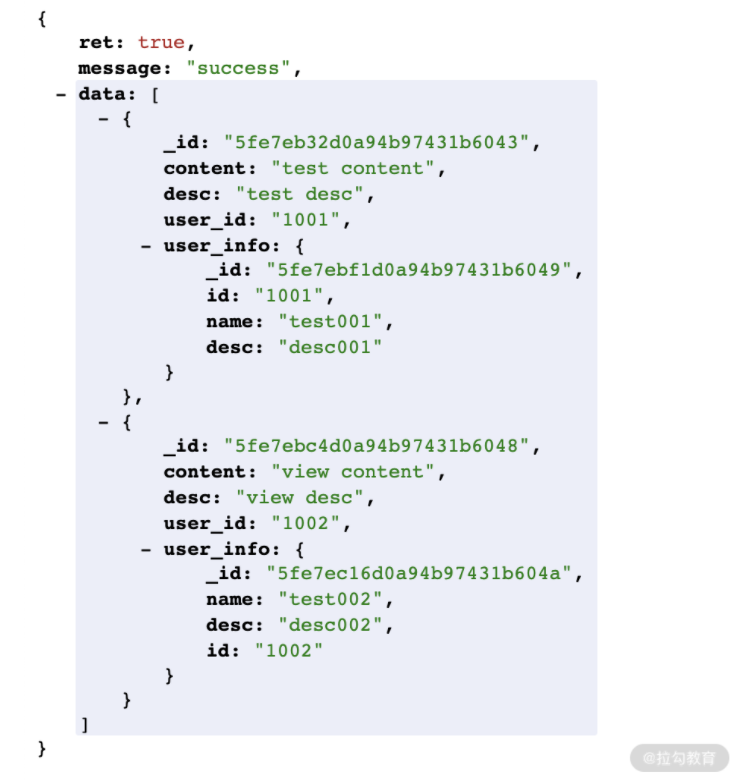 {
ret: true,
message: "success",
- data: [
- {
_id: "5fe7eb32d0a94b97431b6043",
content: "test content",
desc: "test desc",
user_id: "1001",
- user_info: {
_id: "5fe7ebf1d0a94b97431b6049",
id: "1001",
name: "test001",
desc: "desc001"
}
},
- {
_id: "5fe7ebc4d0a94b97431b6048",
content: "view content",
desc: "view desc",
user_id: "1002",
- user_info: {
_id: "5fe7ec16d0a94b97431b604a",
name: "test002",
desc: "desc002",
id: "1002"
}
}
]
}
@拉勾教育